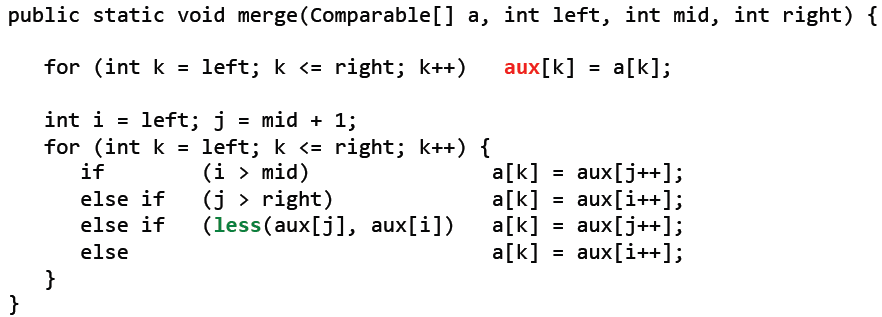 public static void merge(Comparable[] a, int left, int mid, int right) {
for (int k = left; k <= right; k++) aux[k] = a[k];
int i = left; j = mid + 1;
for (int k = left; k <= right; k++) {
if (i > mid) a[k] = aux[j++];
else if (j > right) a[k] = aux[i++];
else if (less(aux[j], aux[i]) a[k] = aux[j++];
else a[k] = aux[i++];
}
}